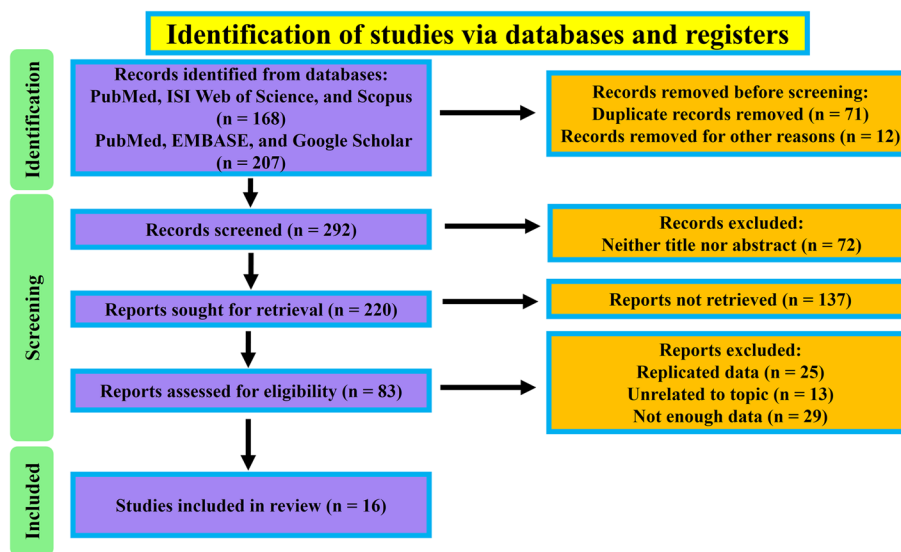 Identification of studies via databases and registers
Identification
Records identified from databases:
PubMed, ISI Web of Science, and Scopus
(n = 168)
PubMed, EMBASE, and Google Scholar
(n = 207)
Records removed before screening:
Duplicate records removed (n = 71)
Records removed for other reasons (n = 12)
Screening
Records screened (n = 292)
Records excluded:
Neither title nor abstract (n = 72)
Reports sought for retrieval (n = 220)
Reports not retrieved (n = 137)
Reports assessed for eligibility (n = 83)
Reports excluded:
Replicated data (n = 25)
Unrelated to topic (n = 13)
Not enough data (n = 29)
Included
Studies included in review (n = 16)